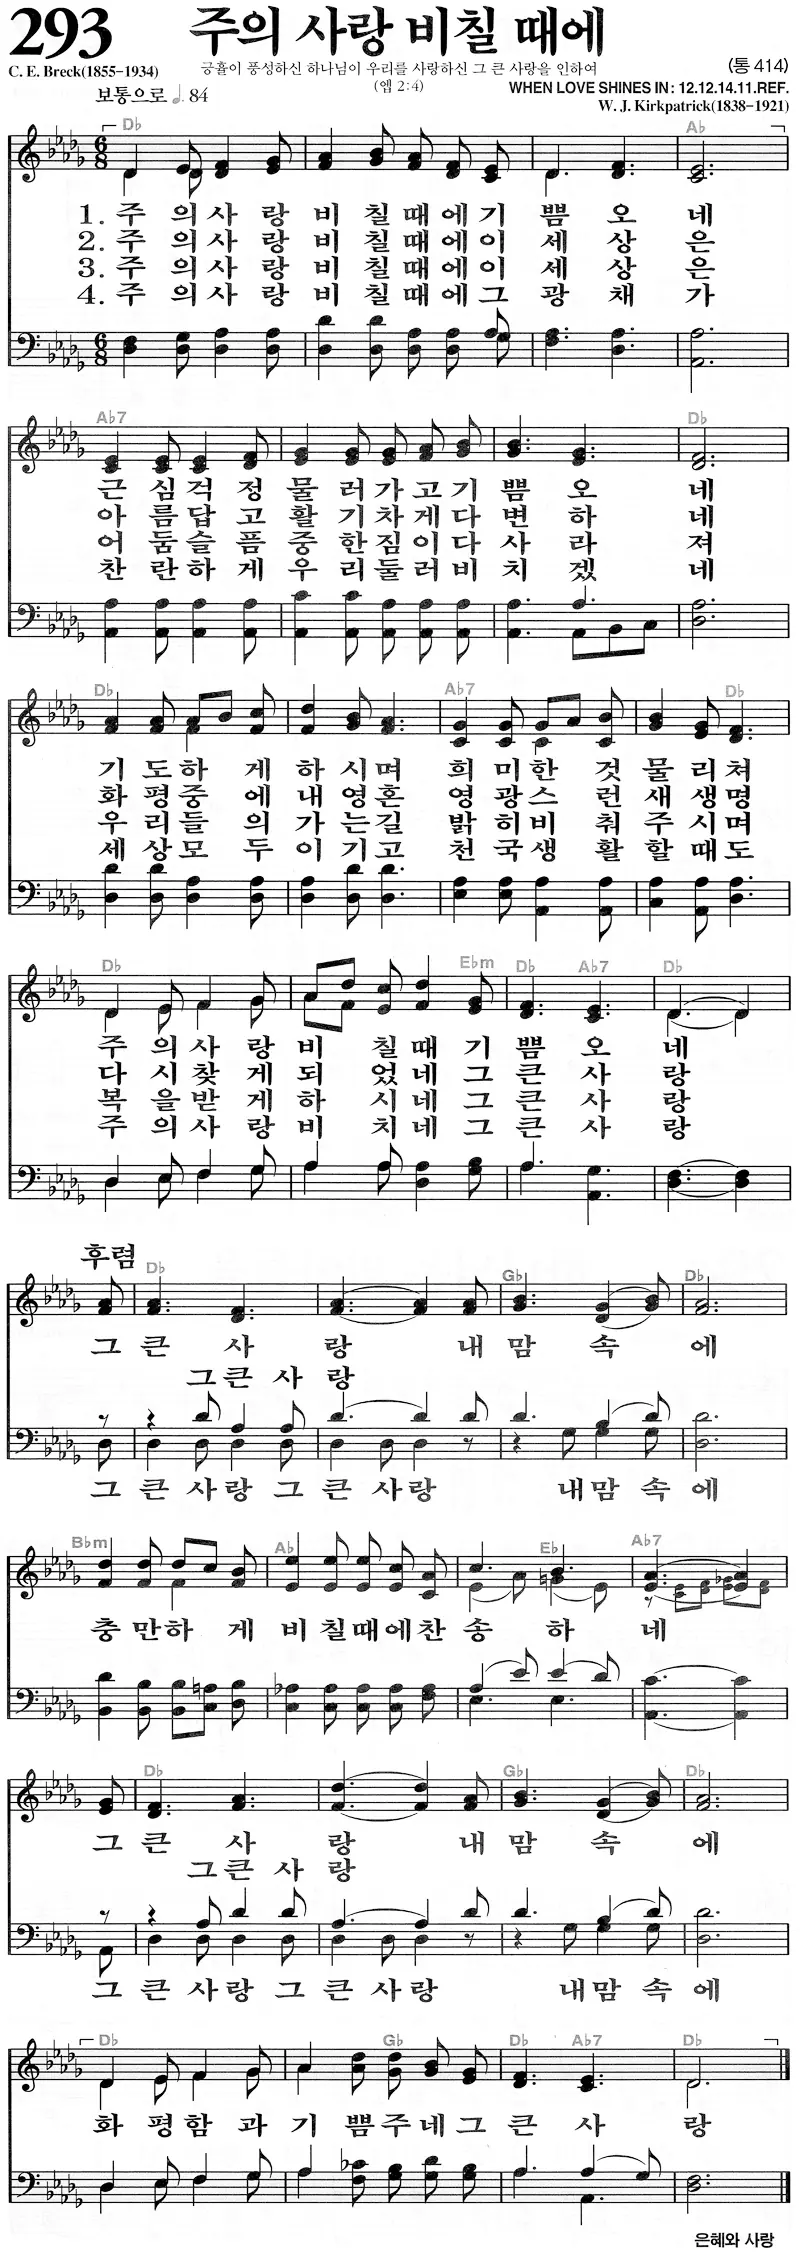 293 주의 사랑 비칠 때에
C. E. Breck(1855-1934) 긍휼이 풍성하신 하나님이 우리를 사랑하신 그 큰 사랑을 인하여 (통 414)
(엡 2:4) WHEN LOVE SHINES IN: 12.12.14.11.REF.
보통으로 ♩. 84 W. J. Kirkpatrick(1838-1921)
D♭ A♭
1. 주 의 사 랑 비 칠 때 에 기 쁨 오 네
2. 주 의 사 랑 비 칠 때 에 이 세 상 은
3. 주 의 사 랑 비 칠 때 에 이 세 상 은
4. 주 의 사 랑 비 칠 때 에 그 광 채 가
A♭7 D♭
근 심 걱 정 물 러 가 고 기 쁨 오 네
아 름 답 고 활 기 차 게 다 변 하 네
어 둠 슬 픔 중 한 짐 이 다 사 라 져
찬 란 하 게 우 리 둘 러 비 치 겠 네
D♭ A♭7 D♭
기 도 하 게 하 시 며 희 미 한 것 물 리 쳐
화 평 중 에 내 영 혼 영 광 스 런 새 생 명
우 리 들 의 가 는 길 밝 히 비 춰 주 시 며
세 상 모 두 이 기 고 천 국 생 활 할 때 도
D♭ E♭m D♭ A♭7 D♭
주 의 사 랑 비 칠 때 기 쁨 오 네
다 시 찾 게 되 었 네 그 큰 사 랑
복 을 받 게 하 시 네 그 큰 사 랑
주 의 사 랑 비 치 네 그 큰 사 랑
후렴
D♭ G♭ D♭
그 큰 사 랑 내 맘 속 에
그 큰 사 랑
그 큰 사 랑 그 큰 사 랑 내 맘 속 에
B♭m A♭ E♭ A♭7
충 만 하 게 비 칠 때 에 찬 송 하 네
D♭ G♭ D♭
그 큰 사 랑 내 맘 속 에
그 큰 사 랑
그 큰 사 랑 그 큰 사 랑 내 맘 속 에
D♭ G♭ D♭ A♭7 D♭
화 평 함 과 기 쁨 주 네 그 큰 사 랑
은혜와 사랑